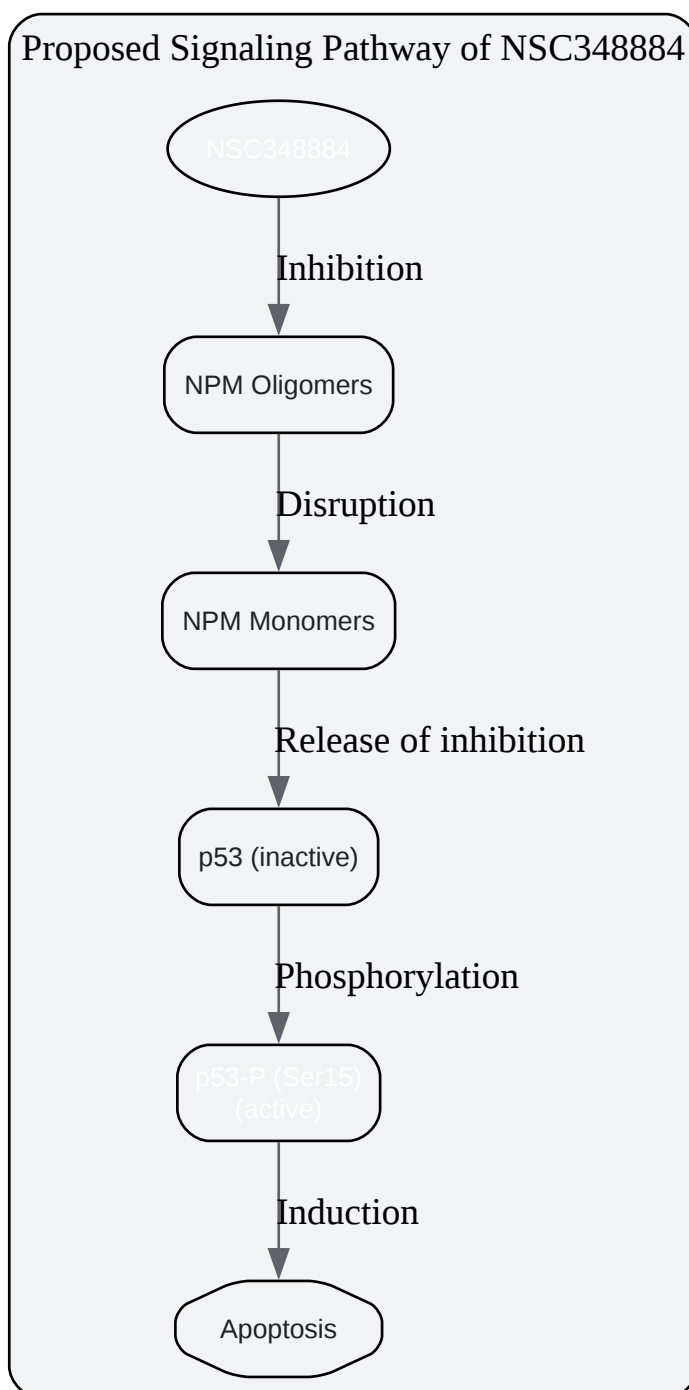 Proposed Signaling Pathway of NSC348884
NSC348884
Inhibition
NPM Oligomers
Disruption
NPM Monomers
Release of inhibition
p53 (inactive)
Phosphorylation
p53-P (Ser15)
(active)
Induction
Apoptosis